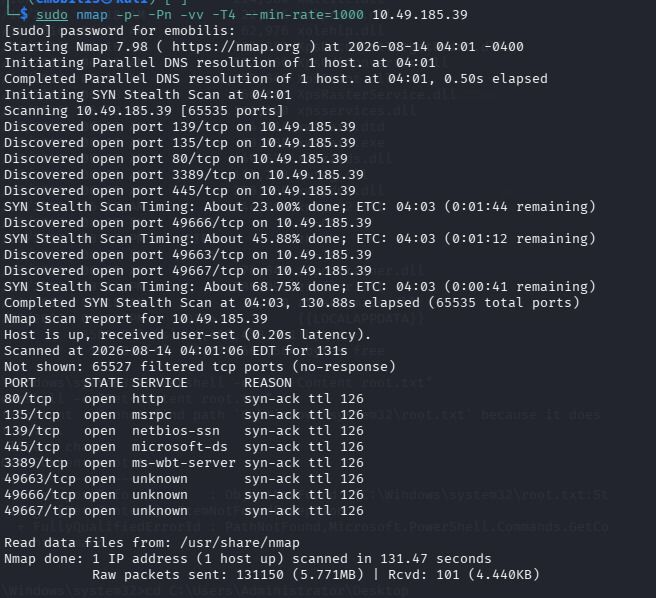 └─$ sudo nmap -p- -Pn -vv -T4 --min-rate=1000 10.49.185.39
[sudo] password for emobilis:
Starting Nmap 7.98 ( https://nmap.org ) at 2026-08-14 04:01 -0400
Initiating Parallel DNS resolution of 1 host. at 04:01
Completed Parallel DNS resolution of 1 host. at 04:01, 0.50s elapsed
Initiating SYN Stealth Scan at 04:01
Scanning 10.49.185.39 [65535 ports]
Discovered open port 139/tcp on 10.49.185.39
Discovered open port 135/tcp on 10.49.185.39
Discovered open port 80/tcp on 10.49.185.39
Discovered open port 3389/tcp on 10.49.185.39
Discovered open port 445/tcp on 10.49.185.39
SYN Stealth Scan Timing: About 23.00% done; ETC: 04:03 (0:01:44 remaining)
Discovered open port 49666/tcp on 10.49.185.39
SYN Stealth Scan Timing: About 45.88% done; ETC: 04:03 (0:01:12 remaining)
Discovered open port 49663/tcp on 10.49.185.39
Discovered open port 49667/tcp on 10.49.185.39
SYN Stealth Scan Timing: About 68.75% done; ETC: 04:03 (0:00:41 remaining)
Completed SYN Stealth Scan at 04:03, 130.88s elapsed (65535 total ports)
Nmap scan report for 10.49.185.39
Host is up, received user-set (0.20s latency).
Scanned at 2026-08-14 04:01:06 EDT for 131s
Not shown: 65527 filtered tcp ports (no-response)
PORT      STATE SERVICE       REASON
80/tcp    open  http          syn-ack ttl 126
135/tcp   open  msrpc         syn-ack ttl 126
139/tcp   open  netbios-ssn   syn-ack ttl 126
445/tcp   open  microsoft-ds  syn-ack ttl 126
3389/tcp  open  ms-wbt-server syn-ack ttl 126
49663/tcp open  unknown       syn-ack ttl 126
49666/tcp open  unknown       syn-ack ttl 126
49667/tcp open  unknown       syn-ack ttl 126
Read data files from: /usr/share/nmap
Nmap done: 1 IP address (1 host up) scanned in 131.47 seconds
Raw packets sent: 131150 (5.771MB) | Rcvd: 101 (4.440KB)